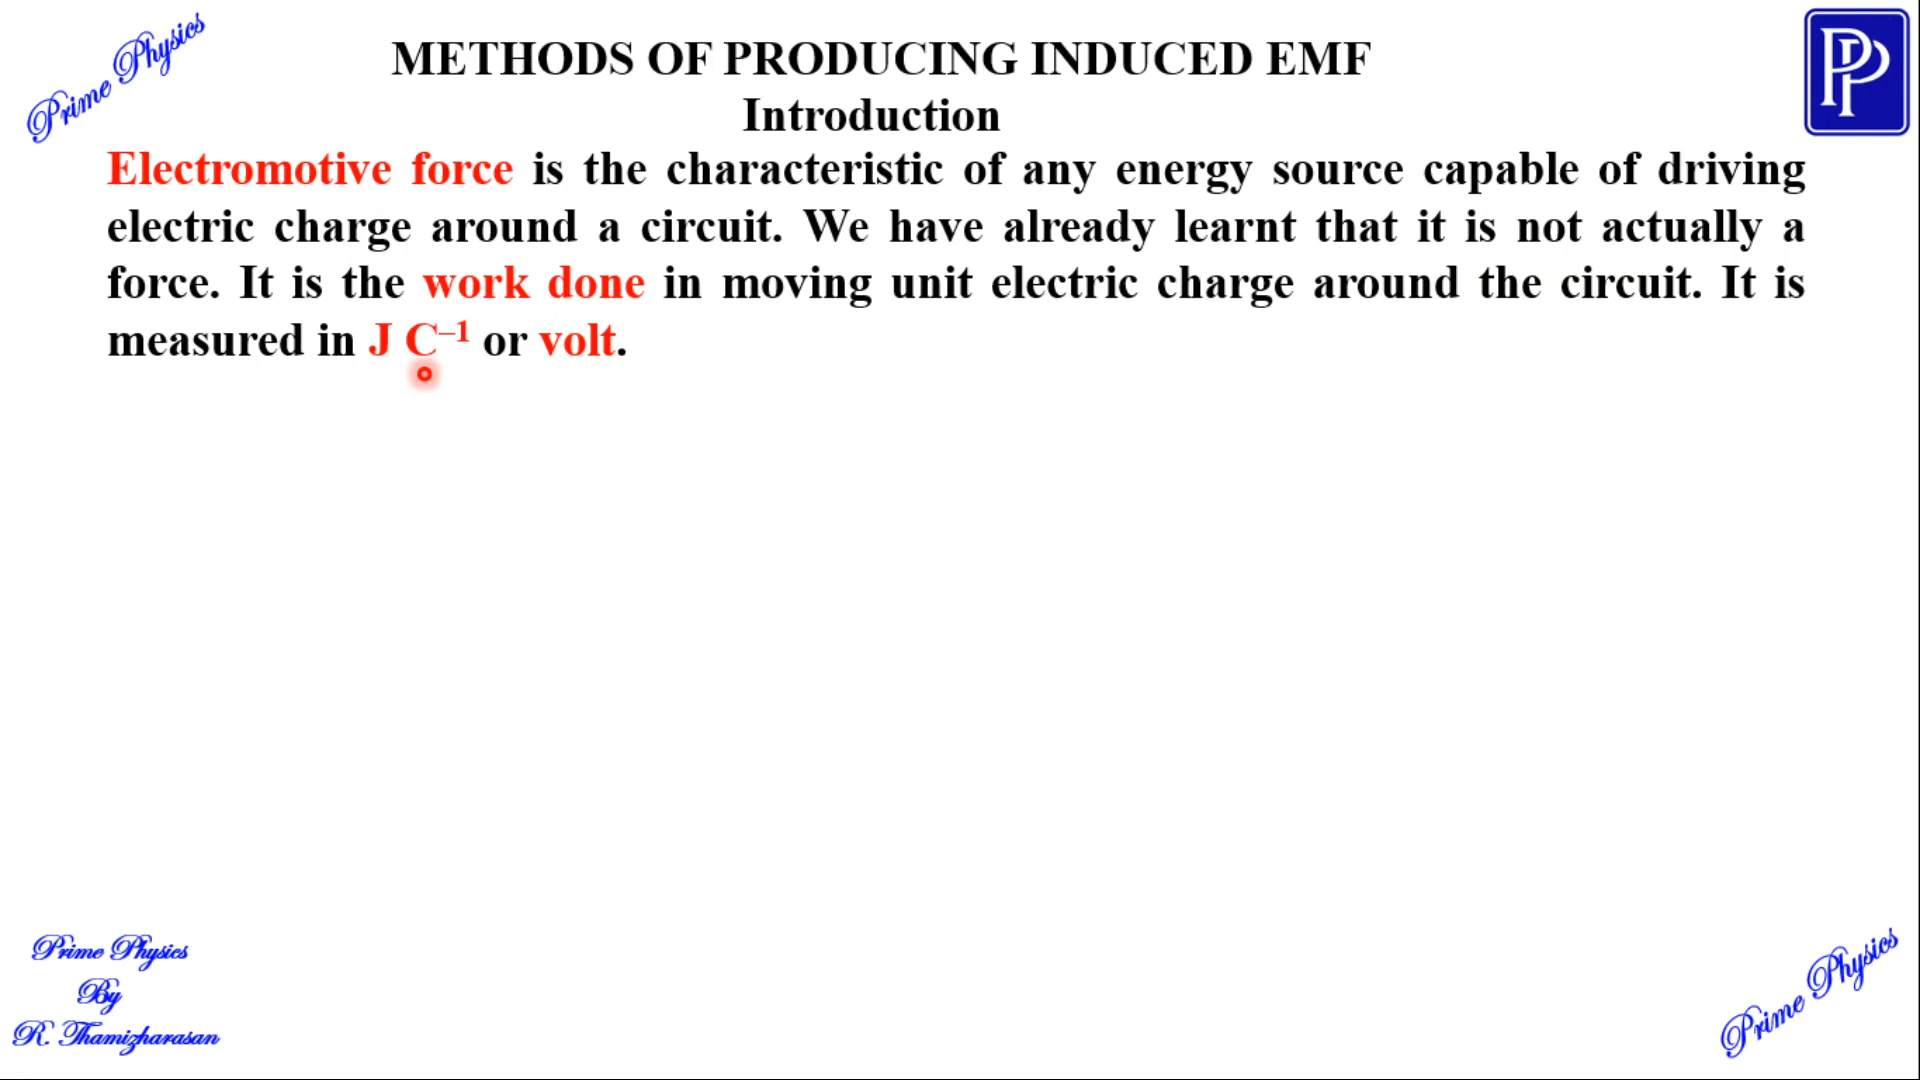 Prime Physics
METHODS OF PRODUCING INDUCED EMF
PP
Introduction
Electromotive force is the characteristic of any energy source capable of driving
electric charge around a circuit. We have already learnt that it is not actually a
force. It is the work done in moving unit electric charge around the circuit. It is
measured in J C⁻¹ or volt.
Prime Physics
By
R. Thamizharasan
Prime Physics